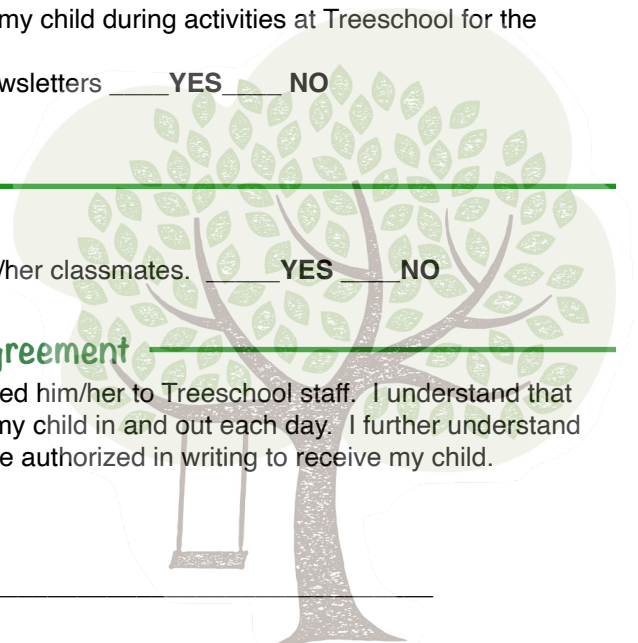 my child during activities at Treeschool for the
wsletters ____YES____ NO
/her classmates. _____YES ____NO
greement
ed him/her to Treeschool staff. I understand that
my child in and out each day. I further understand
e authorized in writing to receive my child.